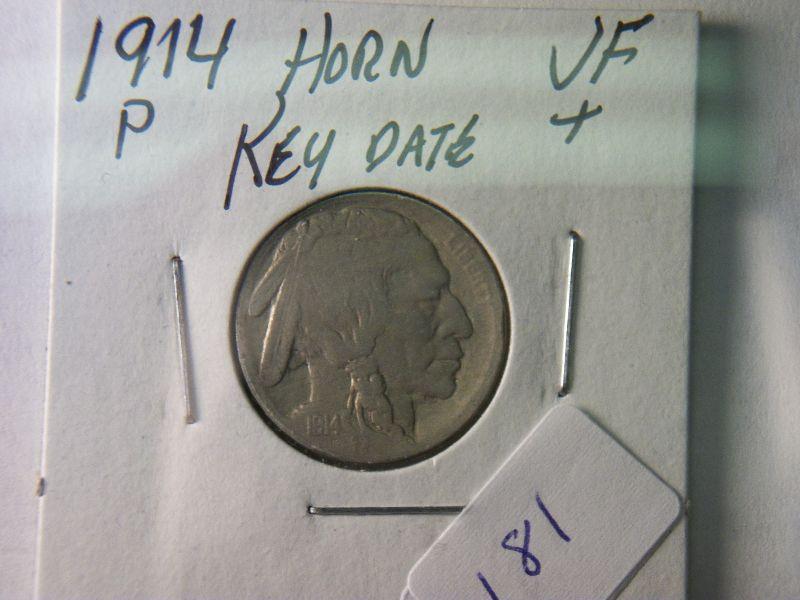 1914 HORN VF
P KEY DATE +
LIBERTY
1914
181